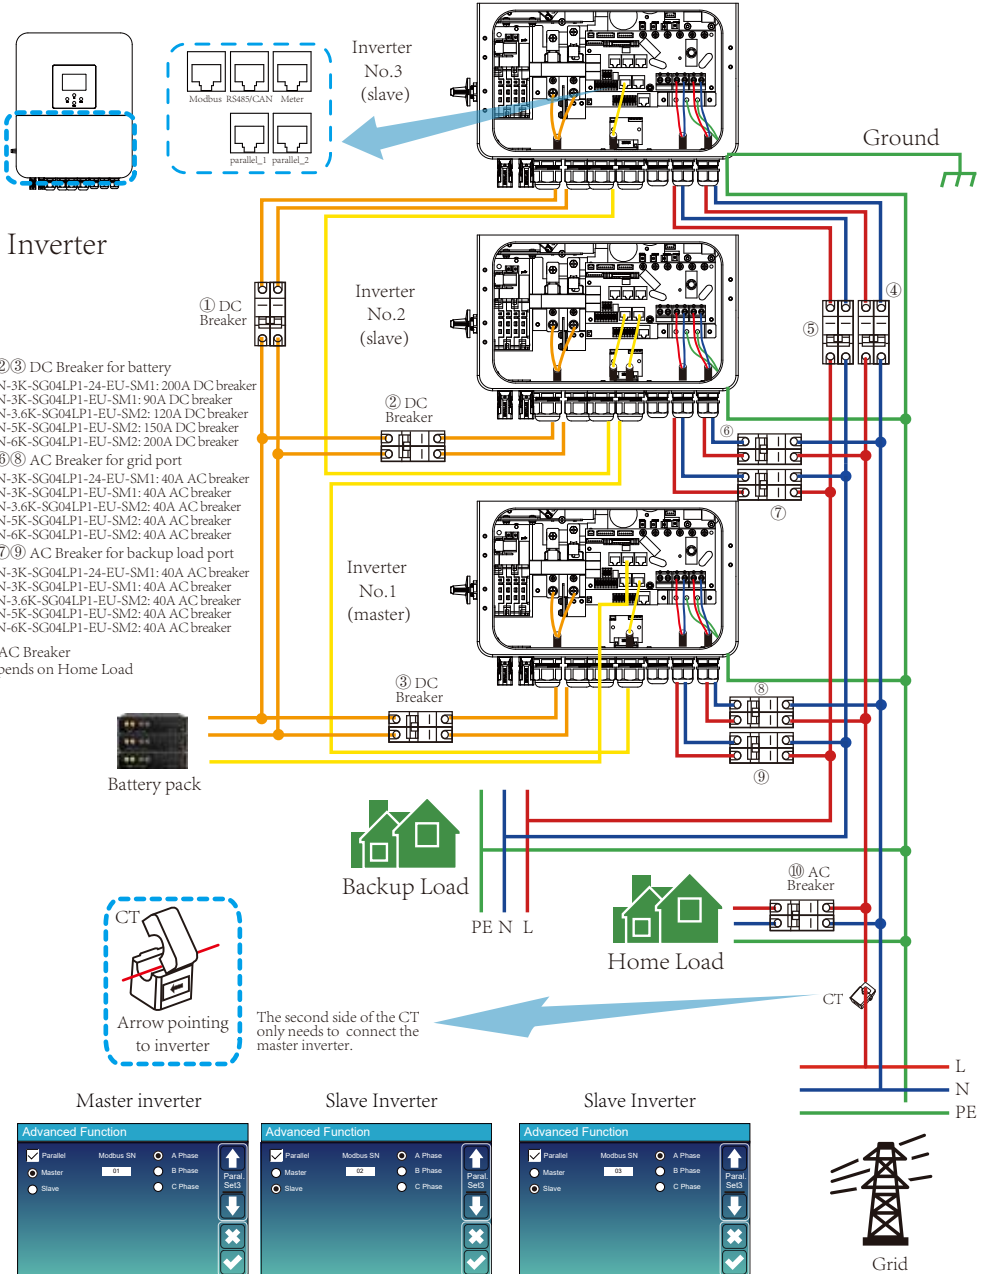 Modbus RS485/CAN Meter
parallel_1 parallel_2
Inverter
No.3
(slave)
Ground
Inverter
① DC
Breaker
Inverter
No.2
(slave)
④
⑤
②③ DC Breaker for battery
N-3K-SG04LP1-24-EU-SM1: 200A DC breaker
N-3K-SG04LP1-EU-SM1: 90A DC breaker
N-3.6K-SG04LP1-EU-SM2: 120A DC breaker
N-5K-SG04LP1-EU-SM2: 150A DC breaker
N-6K-SG04LP1-EU-SM2: 200A DC breaker
② DC
Breaker
⑥
⑦
⑥⑧ AC Breaker for grid port
N-3K-SG04LP1-24-EU-SM1: 40A AC breaker
N-3K-SG04LP1-EU-SM1: 40A AC breaker
N-3.6K-SG04LP1-EU-SM2: 40A AC breaker
N-5K-SG04LP1-EU-SM2: 40A AC breaker
N-6K-SG04LP1-EU-SM2: 40A AC breaker
⑦⑨ AC Breaker for backup load port
N-3K-SG04LP1-24-EU-SM1: 40A AC breaker
N-3K-SG04LP1-EU-SM1: 40A AC breaker
N-3.6K-SG04LP1-EU-SM2: 40A AC breaker
N-5K-SG04LP1-EU-SM2: 40A AC breaker
N-6K-SG04LP1-EU-SM2: 40A AC breaker
AC Breaker
pends on Home Load
Inverter
No.1
(master)
③ DC
Breaker
⑧
⑨
Battery pack
Backup Load
PE N L
⑩ AC
Breaker
Home Load
CT
Arrow pointing
to inverter
The second side of the CT
only needs to connect the
master inverter.
CT
L
N
PE
Master inverter
Advanced Function
Parallel Modbus SN A Phase
Master 01 B Phase
Slave C Phase
Paral.
Set3
Slave Inverter
Advanced Function
Parallel Modbus SN A Phase
Master 02 B Phase
Slave C Phase
Paral.
Set3
Slave Inverter
Advanced Function
Parallel Modbus SN A Phase
Master 03 B Phase
Slave C Phase
Paral.
Set3
Grid